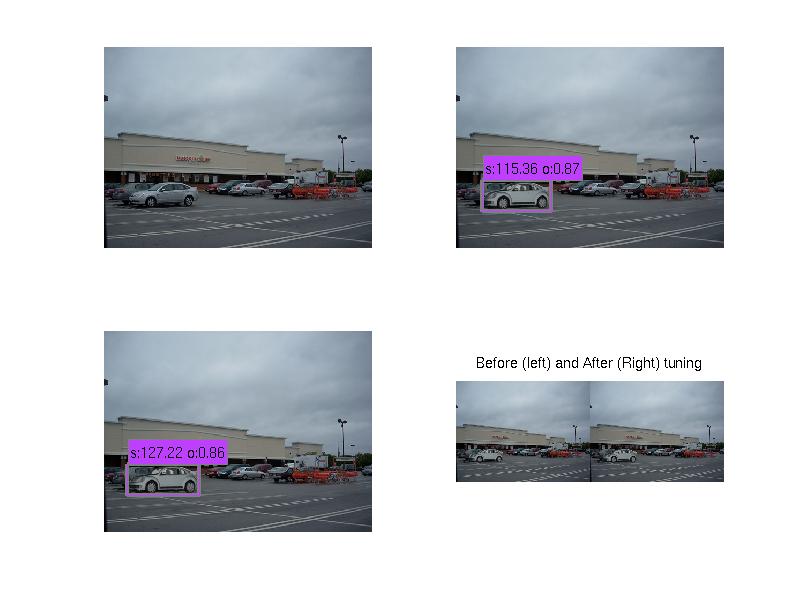 s:115.36 o:0.87
s:127.22 o:0.86
Before (left) and After (Right) tuning